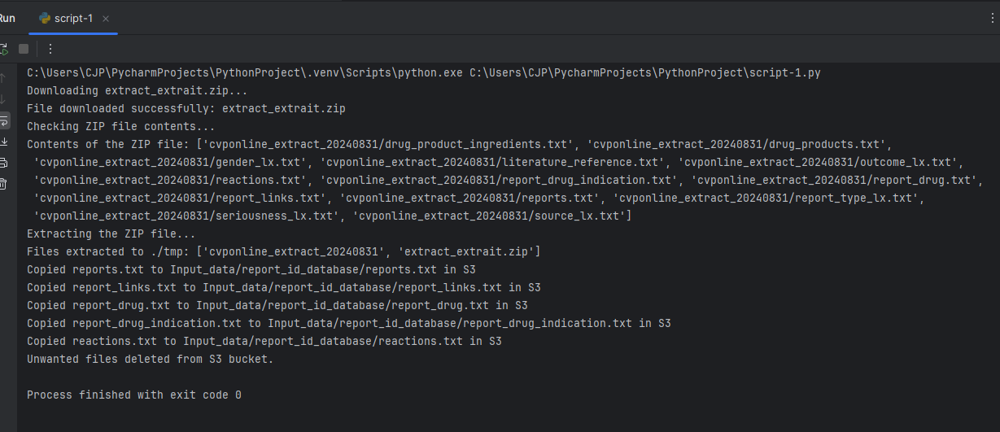 Run
script-1
C:\Users\CJP\PycharmProjects\PythonProject\.venv\Scripts\python.exe C:\Users\CJP\PycharmProjects\PythonProject\script-1.py
Downloading extract_extrait.zip...
File downloaded successfully: extract_extrait.zip
Checking ZIP file contents...
Contents of the ZIP file: ['cvponline_extract_20240831/drug_product_ingredients.txt', 'cvponline_extract_20240831/drug_products.txt',
'cvponline_extract_20240831/gender_lx.txt', 'cvponline_extract_20240831/literature_reference.txt', 'cvponline_extract_20240831/outcome_lx.txt',
'cvponline_extract_20240831/reactions.txt', 'cvponline_extract_20240831/report_drug_indication.txt', 'cvponline_extract_20240831/report_drug.txt',
'cvponline_extract_20240831/report_links.txt', 'cvponline_extract_20240831/reports.txt', 'cvponline_extract_20240831/report_type_lx.txt',
'cvponline_extract_20240831/seriousness_lx.txt', 'cvponline_extract_20240831/source_lx.txt']
Extracting the ZIP file...
Files extracted to ./tmp: ['cvponline_extract_20240831', 'extract_extrait.zip']
Copied reports.txt to Input_data/report_id_database/reports.txt in S3
Copied report_links.txt to Input_data/report_id_database/report_links.txt in S3
Copied report_drug.txt to Input_data/report_id_database/report_drug.txt in S3
Copied report_drug_indication.txt to Input_data/report_id_database/report_drug_indication.txt in S3
Copied reactions.txt to Input_data/report_id_database/reactions.txt in S3
Unwanted files deleted from S3 bucket.
Process finished with exit code 0